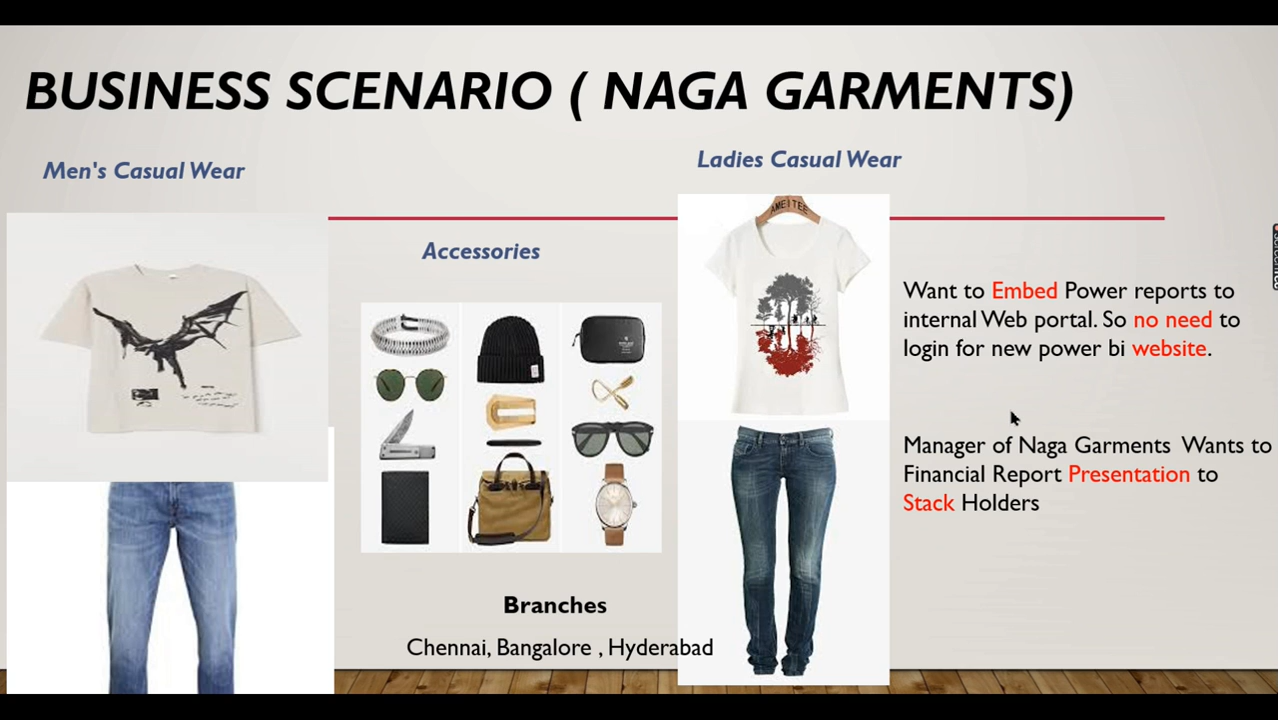 BUSINESS SCENARIO ( NAGA GARMENTS)
Men's Casual Wear
Ladies Casual Wear
Accessories
AMEITEE
Want to Embed Power reports to
internal Web portal. So no need to
login for new power bi website.
Manager of Naga Garments Wants to
Financial Report Presentation to
Stack Holders
Branches
Chennai, Bangalore , Hyderabad